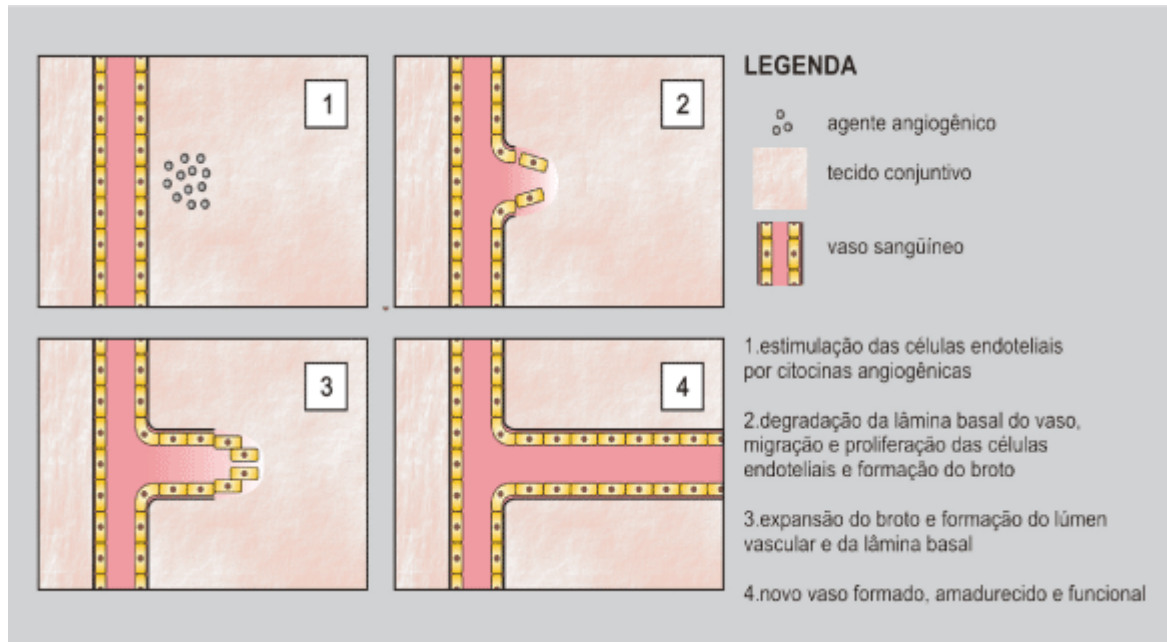 1
2
3
4
LEGENDA
agente angiogênico
tecido conjuntivo
vaso sangüíneo
1.estimulação das células endoteliais
por citocinas angiogênicas
2.degradação da lâmina basal do vaso,
migração e proliferação das células
endoteliais e formação do broto
3.expansão do broto e formação do lúmen
vascular e da lâmina basal
4.novo vaso formado, amadurecido e funcional